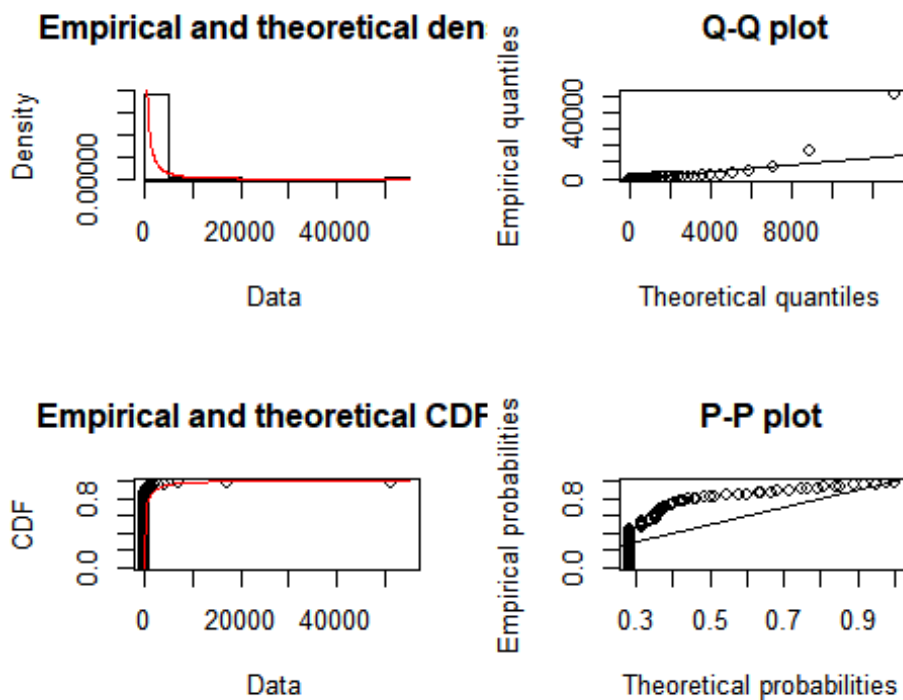 Empirical and theoretical den
Density
0.00000
0 20000 40000
Data
Q-Q plot
Empirical quantiles
0 40000
0 4000 8000
Theoretical quantiles
Empirical and theoretical CDF
CDF
0.0 0.8
0 20000 40000
Data
P-P plot
Empirical probabilities
0.0 0.8
0.3 0.5 0.7 0.9
Theoretical probabilities